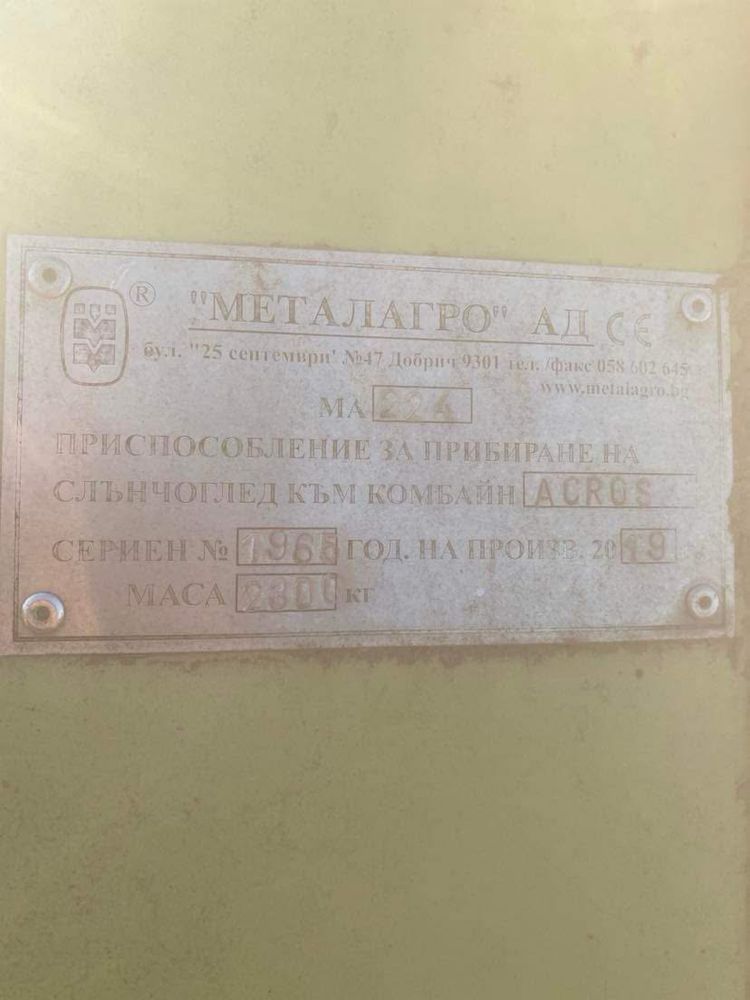 ®
"МЕТАЛАГРО" АД CE
бул. "25 септември' №47 Добрич 9301 тел. /факс 058 602 645
www.metalagro.bg
МА 224
ПРИСПОСОБЛЕНИЕ ЗА ПРИБИРАНЕ НА
СЛЪНЧОГЛЕД КЪМ КОМБАЙН ACROS
СЕРИЕН № 1965 ГОД. НА ПРОИЗВ. 2019
МАСА 2300 кг